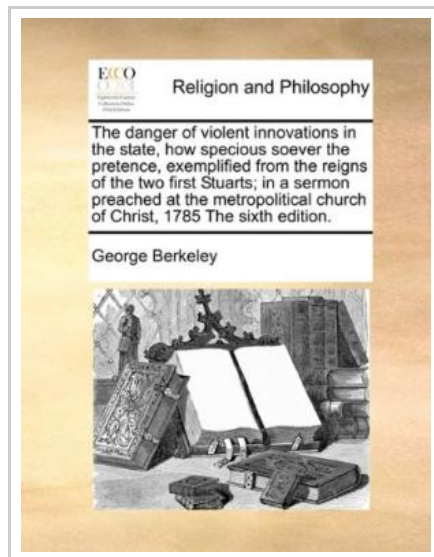 ECCO
Religion and Philosophy
The danger of violent innovations in
the state, how specious soever the
pretence, exemplified from the reigns
of the two first Stuarts; in a sermon
preached at the metropolitical church
of Christ, 1785 The sixth edition.
George Berkeley